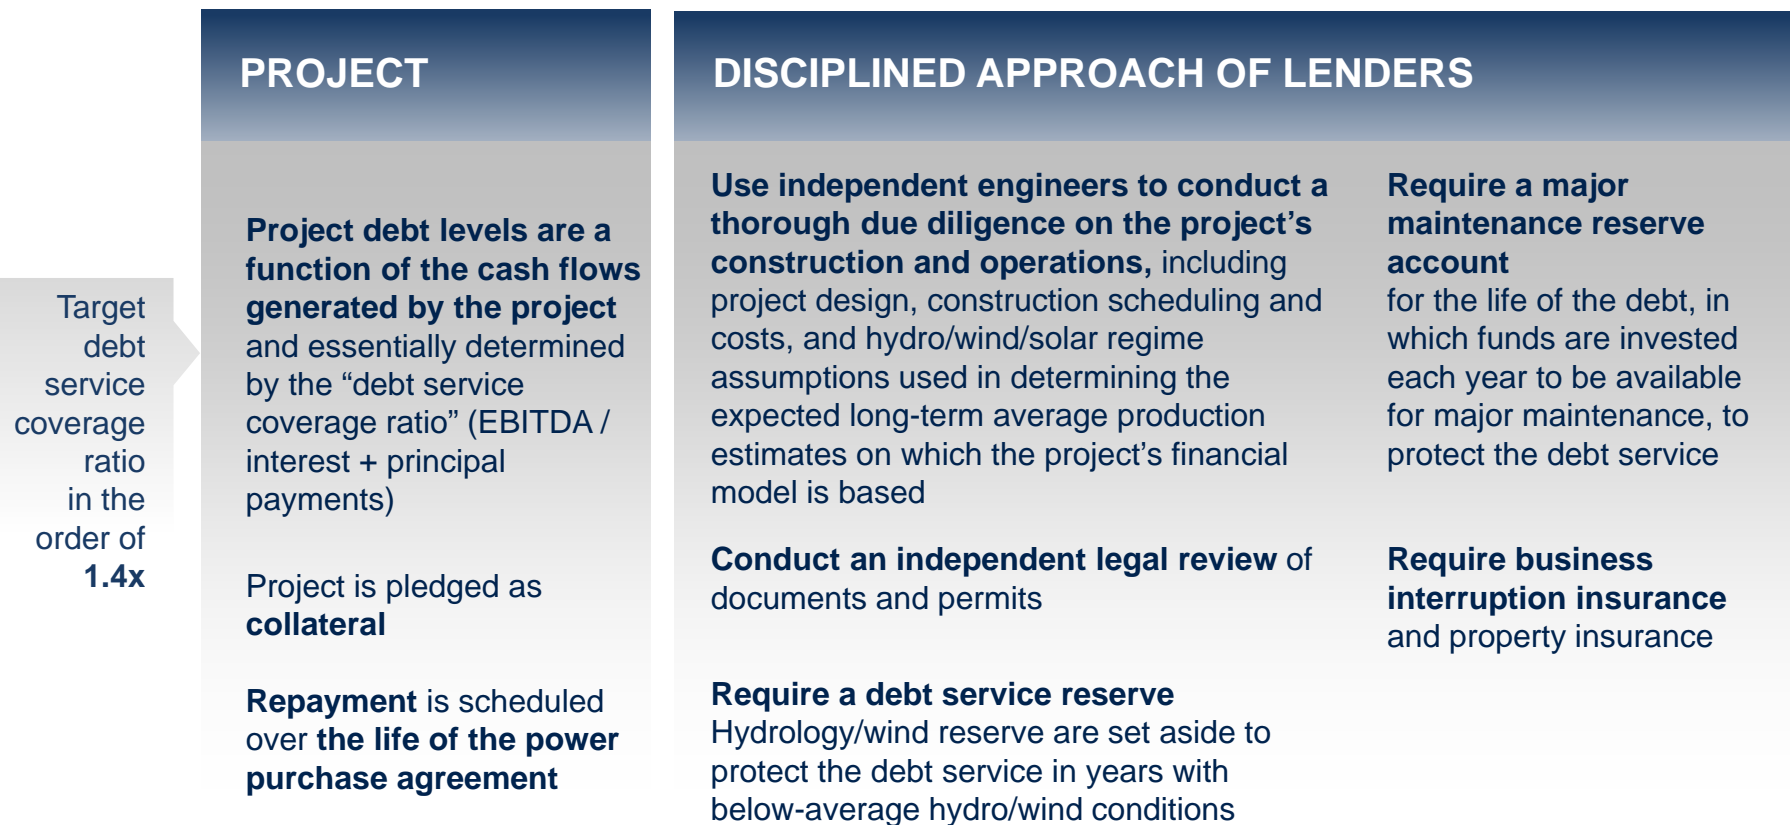 Target
debt
service
coverage
ratio
in the
order of
1.4x
PROJECT
Project debt levels are a
function of the cash flows
generated by the project
and essentially determined
by the “debt service
coverage ratio” (EBITDA /
interest + principal
payments)
Project is pledged as
collateral
Repayment is scheduled
over the life of the power
purchase agreement
DISCIPLINED APPROACH OF LENDERS
Use independent engineers to conduct a
thorough due diligence on the project’s
construction and operations, including
project design, construction scheduling and
costs, and hydro/wind/solar regime
assumptions used in determining the
expected long-term average production
estimates on which the project’s financial
model is based
Conduct an independent legal review of
documents and permits
Require a debt service reserve
Hydrology/wind reserve are set aside to
protect the debt service in years with
below-average hydro/wind conditions
Require a major
maintenance reserve
account
for the life of the debt, in
which funds are invested
each year to be available
for major maintenance, to
protect the debt service
Require business
interruption insurance
and property insurance